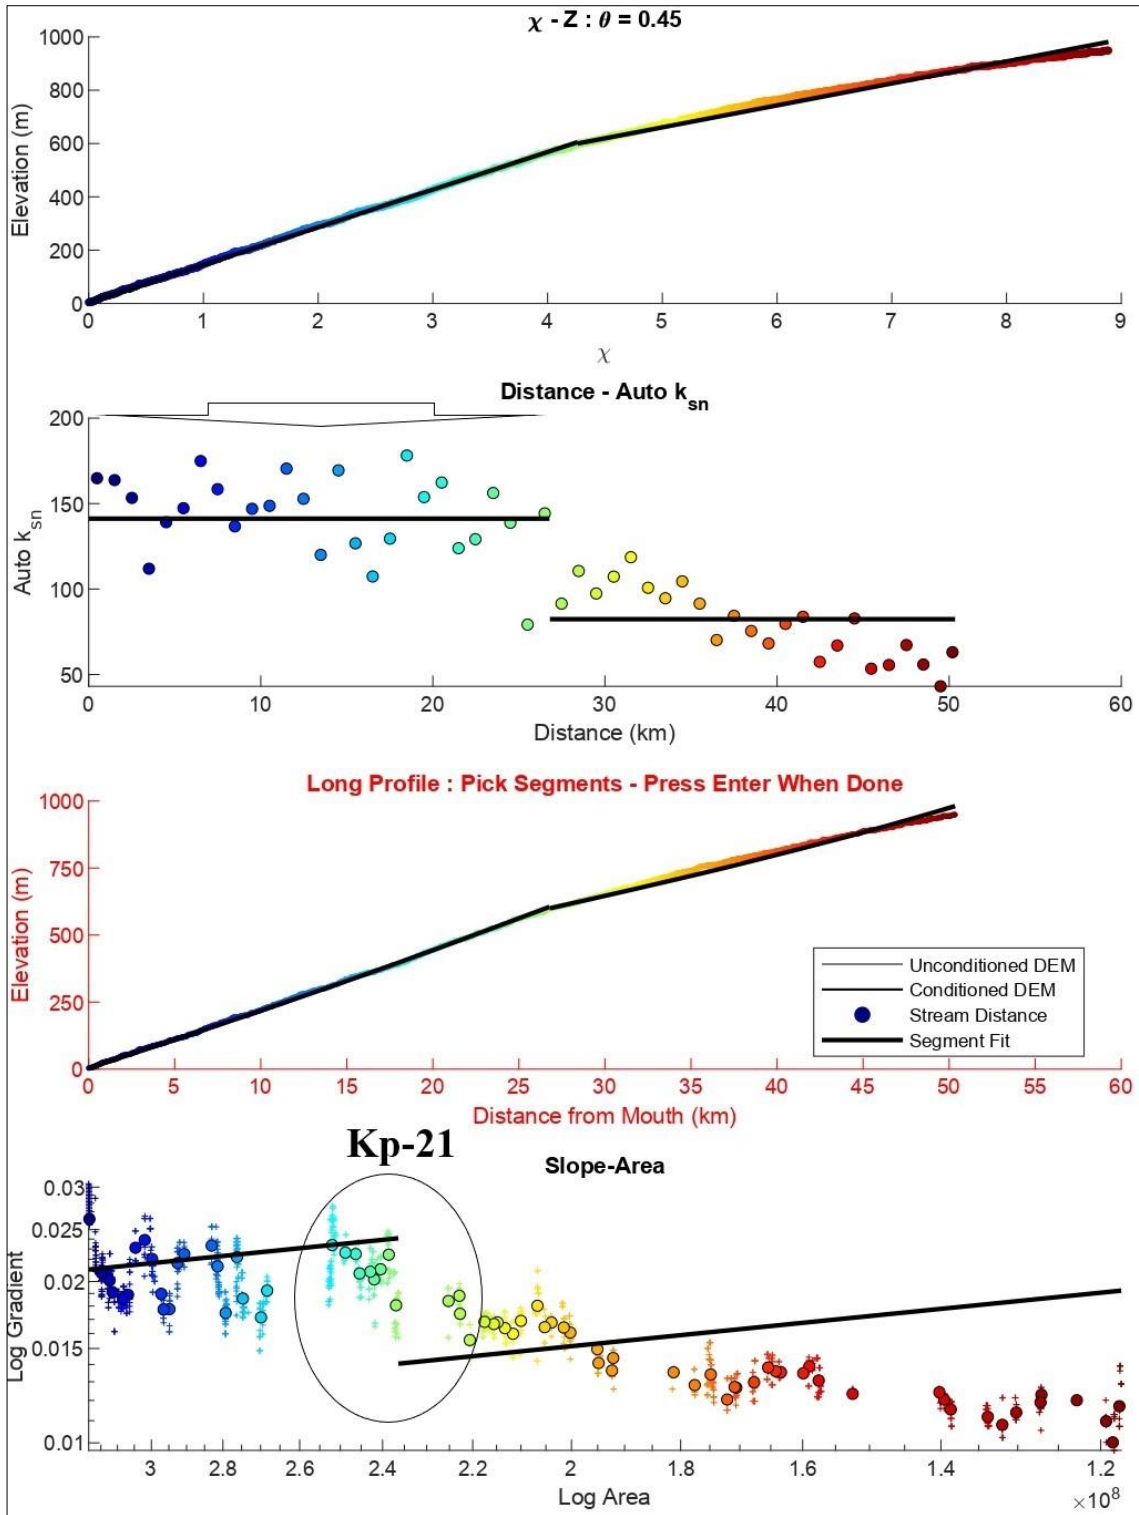 χ - Z : θ = 0.45
1000
800
600
400
200
0
Elevation (m)
0 1 2 3 4 5 6 7 8 9
χ
Distance - Auto ksn
200
150
100
50
Auto ksn
0 10 20 30 40 50 60
Distance (km)
Long Profile : Pick Segments - Press Enter When Done
1000
750
500
250
0
Elevation (m)
Unconditioned DEM
Conditioned DEM
Stream Distance
Segment Fit
0 5 10 15 20 25 30 35 40 45 50 55 60
Distance from Mouth (km)
Kp-21
Slope-Area
0.03
0.025
0.02
0.015
0.01
Log Gradient
3 2.8 2.6 2.4 2.2 2 1.8 1.6 1.4 1.2
Log Area
×10⁸